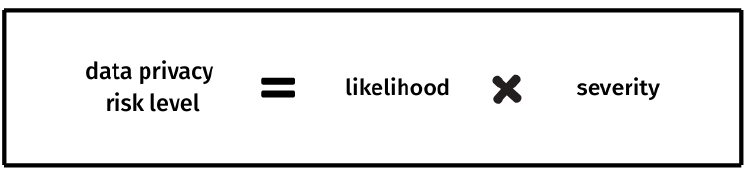 data privacy
risk level = likelihood × severity